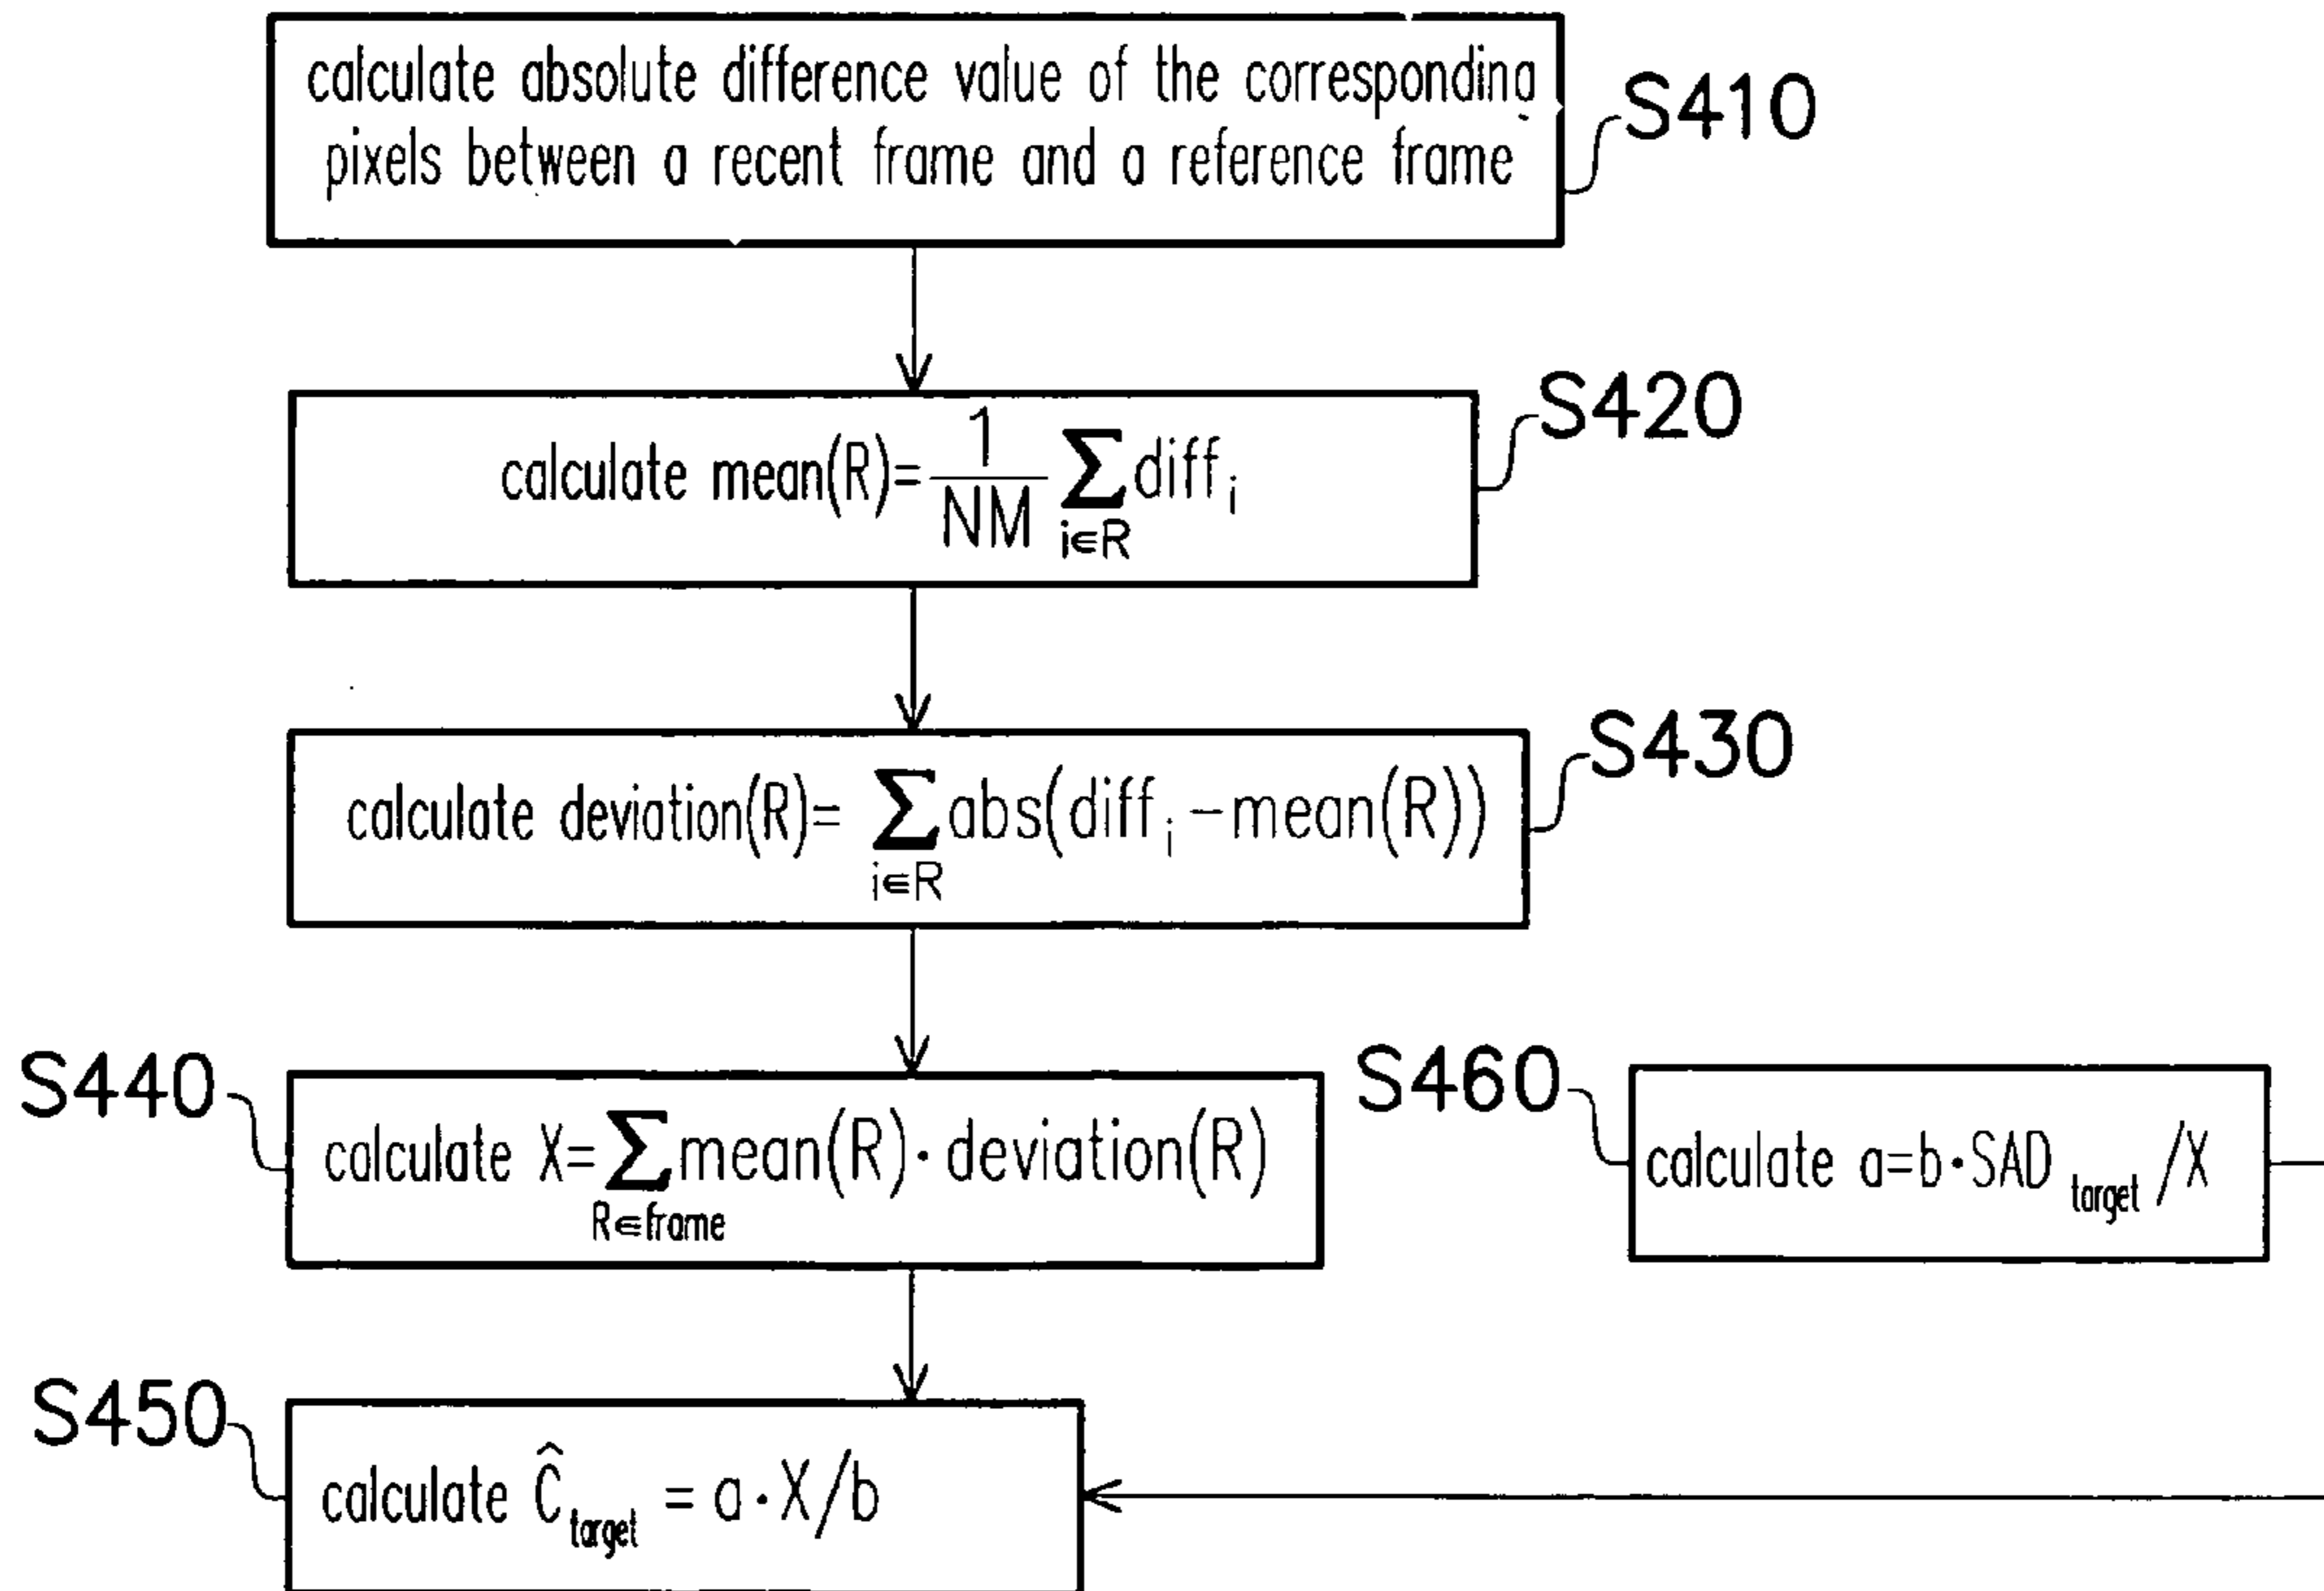 calculate absolute difference value of the corresponding
pixels between a recent frame and a reference frame
S410
calculate mean(R)=1/NM Σ i∈R diff i
S420
calculate deviation(R)= Σ i∈R abs(diff i -mean(R))
S430
S440
calculate X=Σ R∈frame mean(R)·deviation(R)
S460
calculate a=b·SAD target /X
S450
calculate Ĉ target = a·X/b